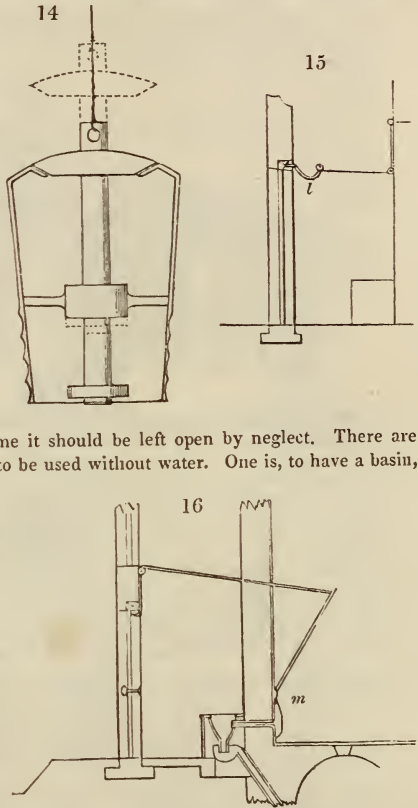 14
15
l
me it should be left open by neglect. There are
to be used without water. One is, to have a basin,
16
m